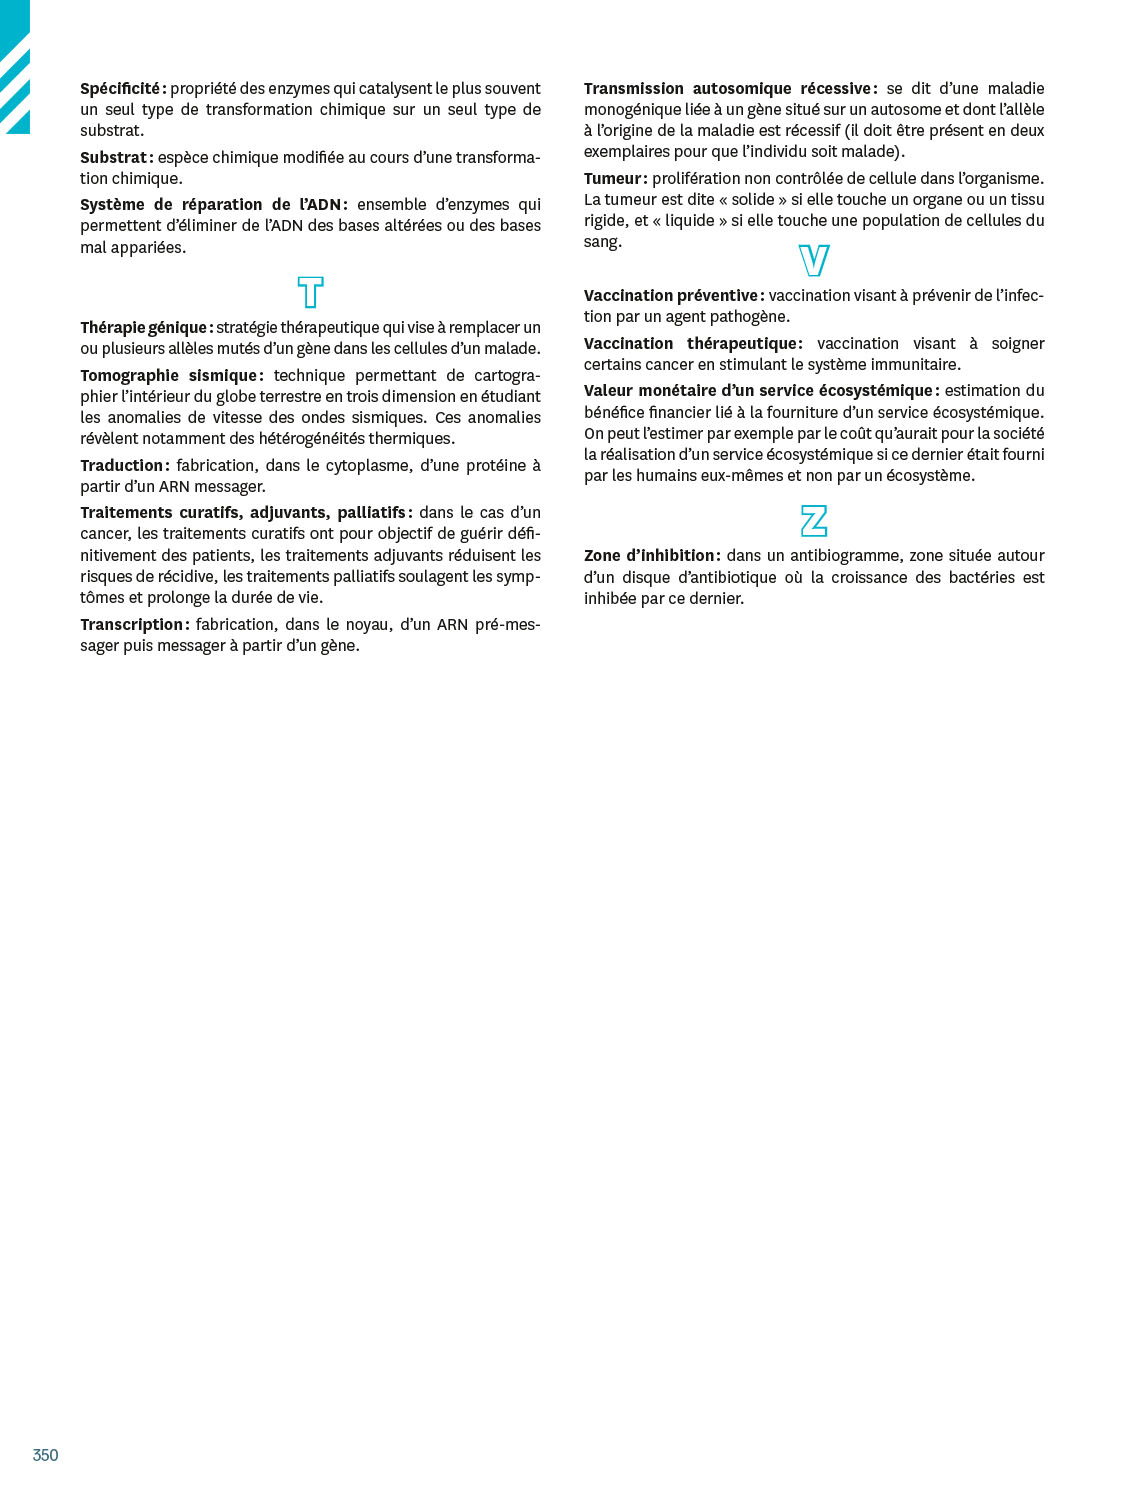 Spécificité : propriété des enzymes qui catalysent le plus souvent
un seul type de transformation chimique sur un seul type de
substrat.
Substrat : espèce chimique modifiée au cours d’une transforma-
tion chimique.
Système de réparation de l’ADN : ensemble d’enzymes qui
permettent d’éliminer de l’ADN des bases altérées ou des bases
mal appariées.
T
Thérapie génique : stratégie thérapeutique qui vise à remplacer un
ou plusieurs allèles mutés d’un gène dans les cellules d’un malade.
Tomographie sismique : technique permettant de cartogra-
phier l’intérieur du globe terrestre en trois dimension en étudiant
les anomalies de vitesse des ondes sismiques. Ces anomalies
révèlent notamment des hétérogénéités thermiques.
Traduction : fabrication, dans le cytoplasme, d’une protéine à
partir d’un ARN messager.
Traitements curatifs, adjuvants, palliatifs : dans le cas d’un
cancer, les traitements curatifs ont pour objectif de guérir défi-
nitivement des patients, les traitements adjuvants réduisent les
risques de récidive, les traitements palliatifs soulagent les symp-
tômes et prolonge la durée de vie.
Transcription : fabrication, dans le noyau, d’un ARN pré-mes-
sager puis messager à partir d’un gène.
Transmission autosomique récessive : se dit d’une maladie
monogénique liée à un gène situé sur un autosome et dont l’allèle
à l’origine de la maladie est récessif (il doit être présent en deux
exemplaires pour que l’individu soit malade).
Tumeur : prolifération non contrôlée de cellule dans l’organisme.
La tumeur est dite « solide » si elle touche un organe ou un tissu
rigide, et « liquide » si elle touche une population de cellules du
sang.
V
Vaccination préventive : vaccination visant à prévenir de l’infec-
tion par un agent pathogène.
Vaccination thérapeutique : vaccination visant à soigner
certains cancer en stimulant le système immunitaire.
Valeur monétaire d’un service écosystémique : estimation du
bénéfice financier lié à la fourniture d’un service écosystémique.
On peut l’estimer par exemple par le coût qu’aurait pour la société
la réalisation d’un service écosystémique si ce dernier était fourni
par les humains eux-mêmes et non par un écosystème.
Z
Zone d’inhibition : dans un antibiogramme, zone située autour
d’un disque d’antibiotique où la croissance des bactéries est
inhibée par ce dernier.
350